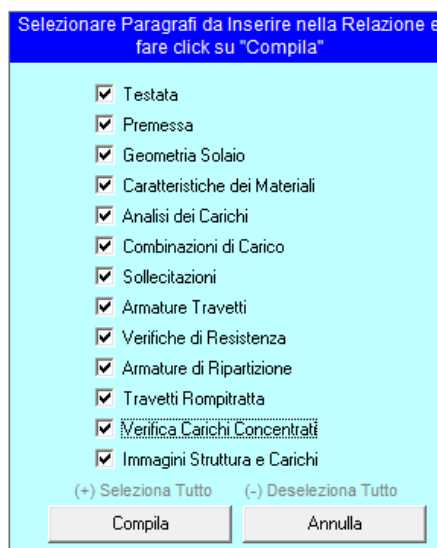 Selezionare Paragrafi da Inserire nella Relazione e
fare click su "Compila"
Testata
Premessa
Geometria Solaio
Caratteristiche dei Materiali
Analisi dei Carichi
Combinazioni di Carico
Sollecitazioni
Armature Travetti
Verifiche di Resistenza
Armature di Ripartizione
Travetti Rompitratta
Verifica Carichi Concentrati
Immagini Struttura e Carichi
(+) Seleziona Tutto (-) Deseleziona Tutto
Compila Annulla